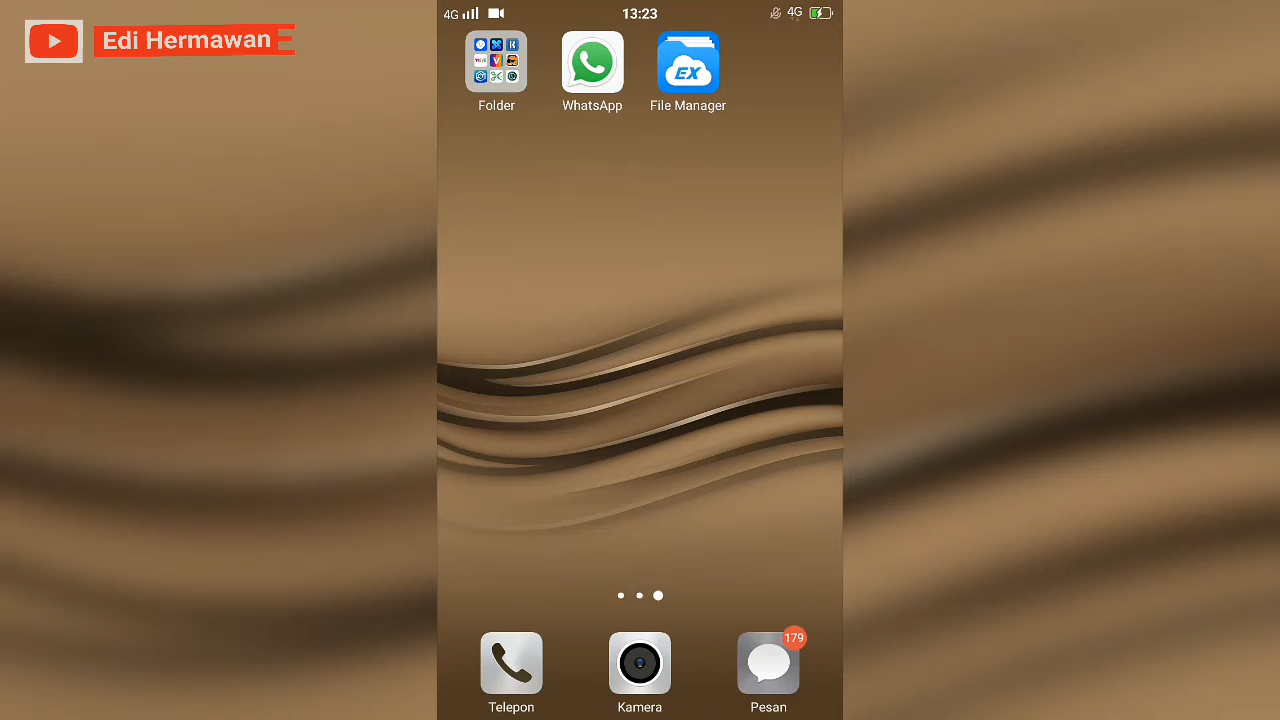 Edi Hermawan
4G 13:23 4G
EX
Folder WhatsApp File Manager
179
Telepon Kamera Pesan